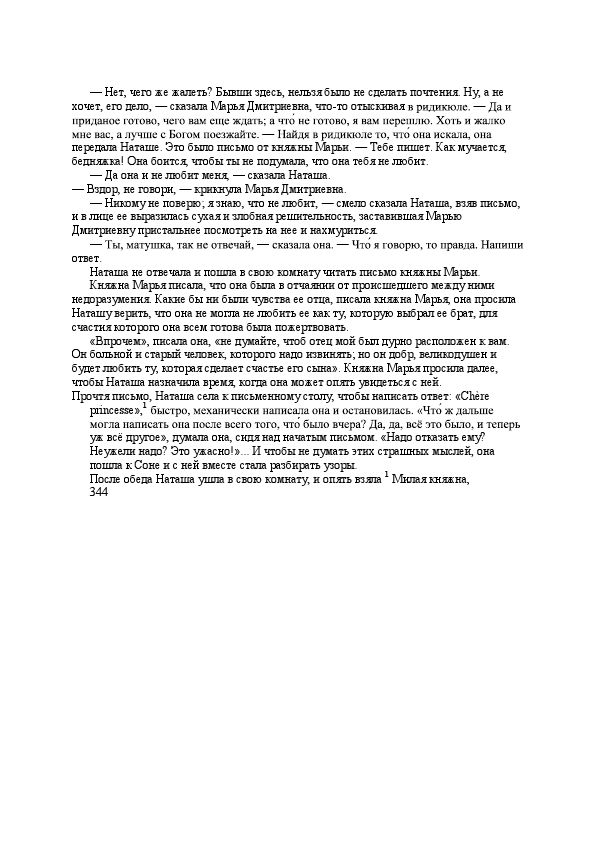 — Нет, чего же жалеть? Бывши здесь, нельзя было не сделать почтения. Ну, а не
хочет, его дело, — сказала Марья Дмитриевна, что-то отыскивая в ридикюле. — Да и
приданое готово, чего вам еще ждать; а что́ не готово, я вам перешлю. Хоть и жалко
мне вас, а лучше с Богом поезжайте. — Найдя в ридикюле то, что́ она искала, она
передала Наташе. Это было письмо от княжны Марьи. — Тебе пишет. Как мучается,
бедняжка! Она боится, чтобы ты не подумала, что она тебя не любит.
— Да она и не любит меня, — сказала Наташа.
— Вздор, не говори, — крикнула Марья Дмитриевна.
— Никому не поверю; я знаю, что не любит, — смело сказала Наташа, взяв письмо,
и в лице ее выразилась сухая и злобная решительность, заставившая Марью
Дмитриевну пристальнее посмотреть на нее и нахмуриться.
— Ты, матушка, так не отвечай, — сказала она. — Что́ я говорю, то правда. Напиши
ответ.
Наташа не отвечала и пошла в свою комнату читать письмо княжны Марьи.
Княжна Марья писала, что она была в отчаянии от происшедшего между ними
недоразумения. Какие бы ни были чувства ее отца, писала княжна Марья, она просила
Наташу верить, что она не могла не любить ее как ту, которую выбрал ее брат, для
счастия которого она всем готова была пожертвовать.
«Впрочем», писала она, «не думайте, чтоб отец мой был дурно расположен к вам.
Он больной и старый человек, которого надо извинять; но он добр, великодушен и
будет любить ту, которая сделает счастье его сына». Княжна Марья просила далее,
чтобы Наташа назначила время, когда она может опять увидеться с ней.
Прочтя письмо, Наташа села к письменному столу, чтобы написать ответ: «Chère
princesse»,¹ быстро, механически написала она и остановилась. «Что́ ж дальше
могла написать она после всего того, что́ было вчера? Да, да, всё это было, и теперь
уж всё другое», думала она, сидя над начатым письмом. «Надо отказать ему?
Неужели надо? Это ужасно!»... И чтобы не думать этих страшных мыслей, она
пошла к Соне и с ней вместе стала разбирать узоры.
После обеда Наташа ушла в свою комнату, и опять взяла ¹ Милая княжна,
344